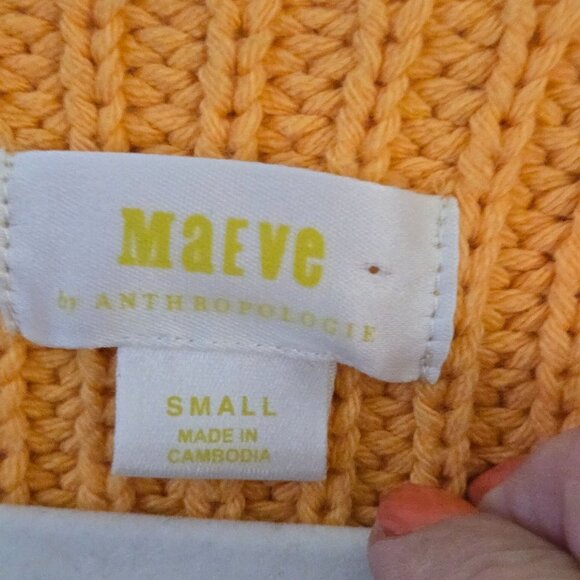 MaEVe
by ANTHROPOLOGIE
SMALL
MADE IN
CAMBODIA